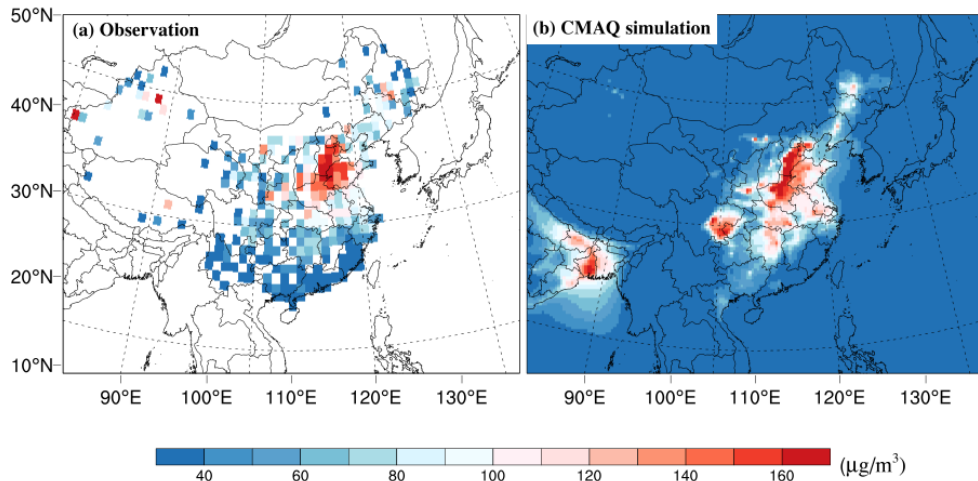 (a) Observation
(b) CMAQ simulation
50°N
40°N
30°N
20°N
10°N
90°E 100°E 110°E 120°E 130°E
90°E 100°E 110°E 120°E 130°E
40 60 80 100 120 140 160 (μg/m³)